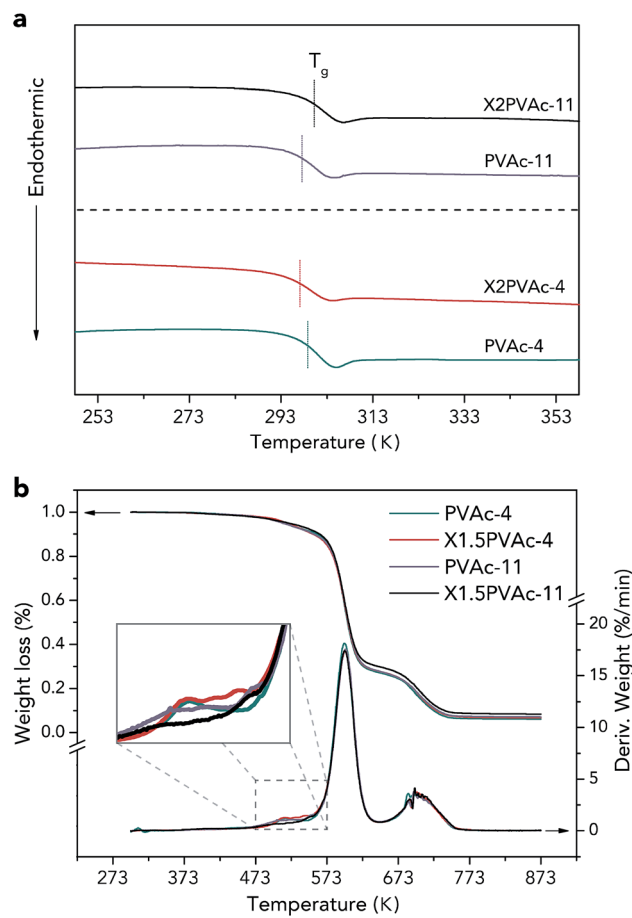 a
T_g
X2PVAc-11
PVAc-11
X2PVAc-4
PVAc-4
Endothermic
253 273 293 313 333 353
Temperature (K)
b
PVAc-4
X1.5PVAc-4
PVAc-11
X1.5PVAc-11
1.0
0.8
0.6
0.4
0.2
0.0
Weight loss (%)
20
15
10
5
0
Deriv. Weight (%/min)
273 373 473 573 673 773 873
Temperature (K)